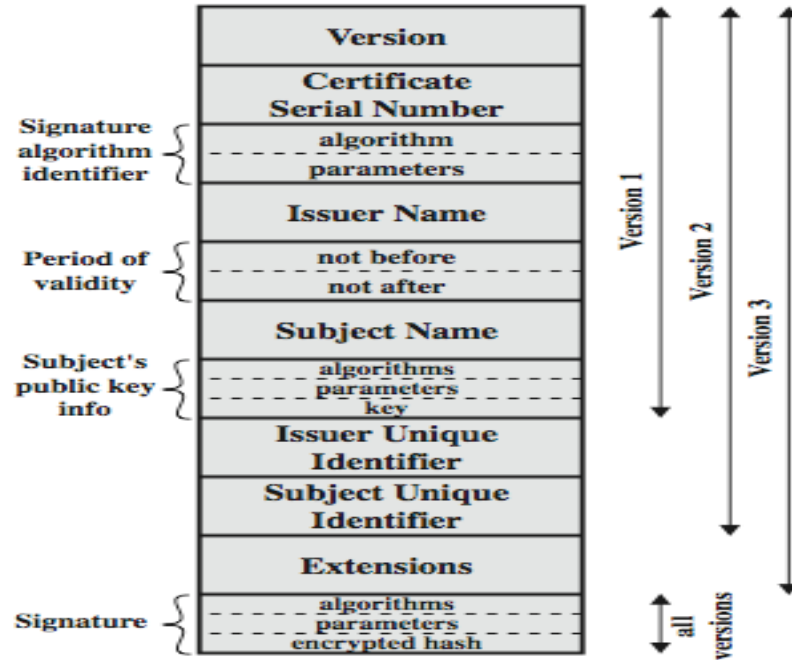 Version
Certificate
Serial Number
Signature
algorithm
identifier
algorithm
parameters
Issuer Name
Period of
validity
not before
not after
Subject Name
Subject's
public key
info
algorithms
parameters
key
Issuer Unique
Identifier
Subject Unique
Identifier
Extensions
Signature
algorithms
parameters
encrypted hash
Version 1
Version 2
Version 3
all
versions